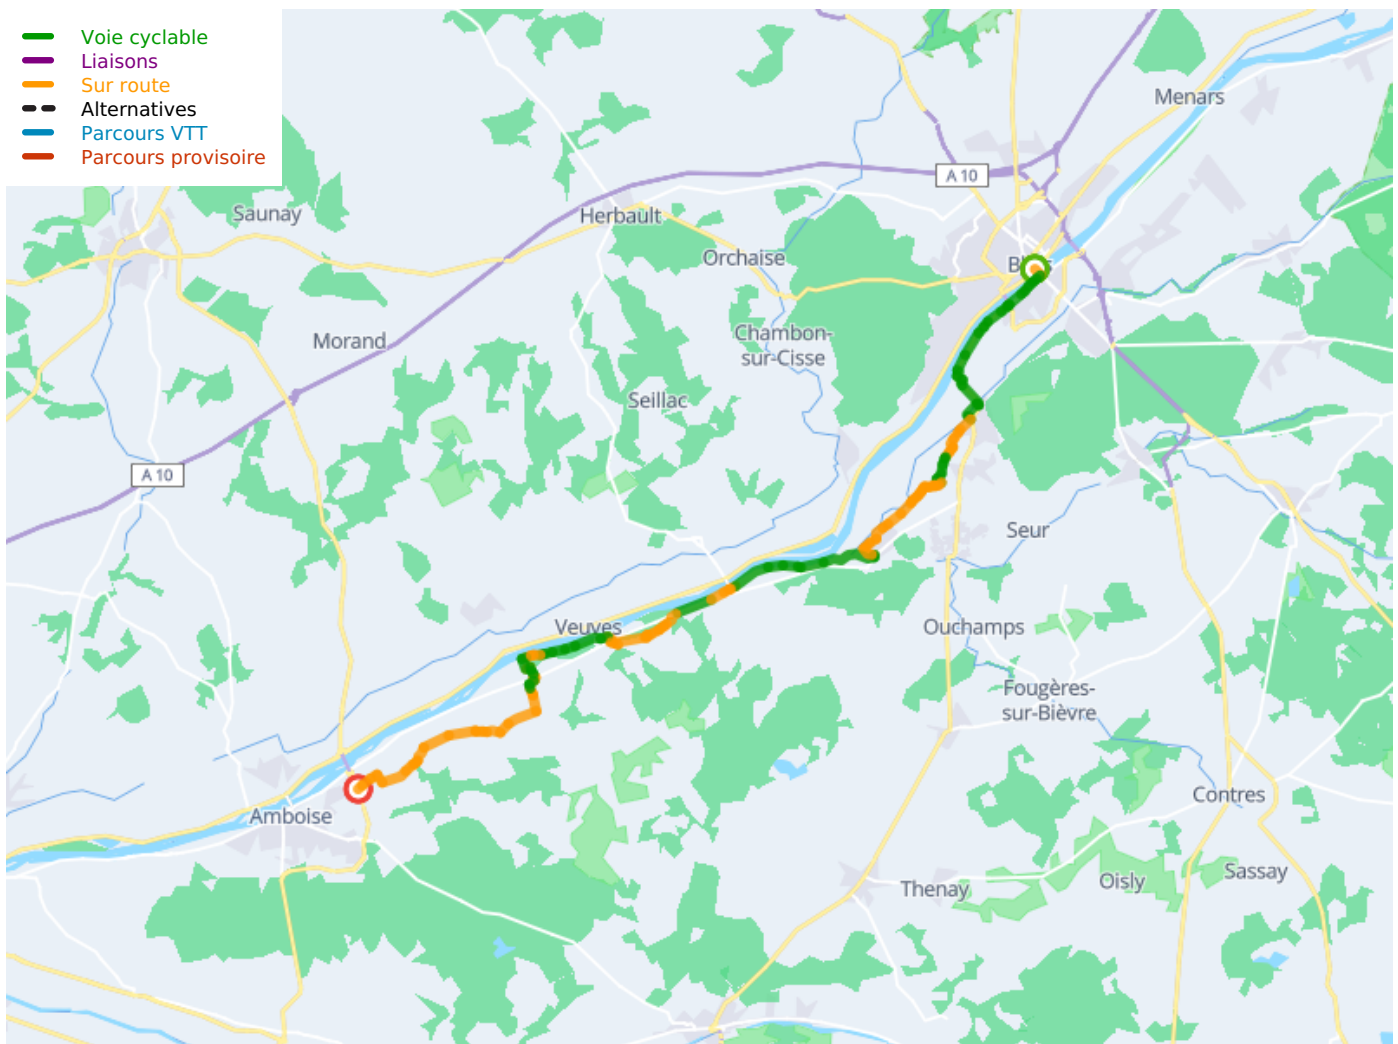 Voie cyclable
Liaisons
Sur route
Alternatives
Parcours VTT
Parcours provisoire
Menars
A 10
Saunay
Herbault
Orchaise
Morand
Chambon-
sur-Cisse
Seillac
A 10
Seur
Veuves
Ouchamps
Fougères-
sur-Bièvre
Contres
Amboise
Thenay
Oisly
Sassay